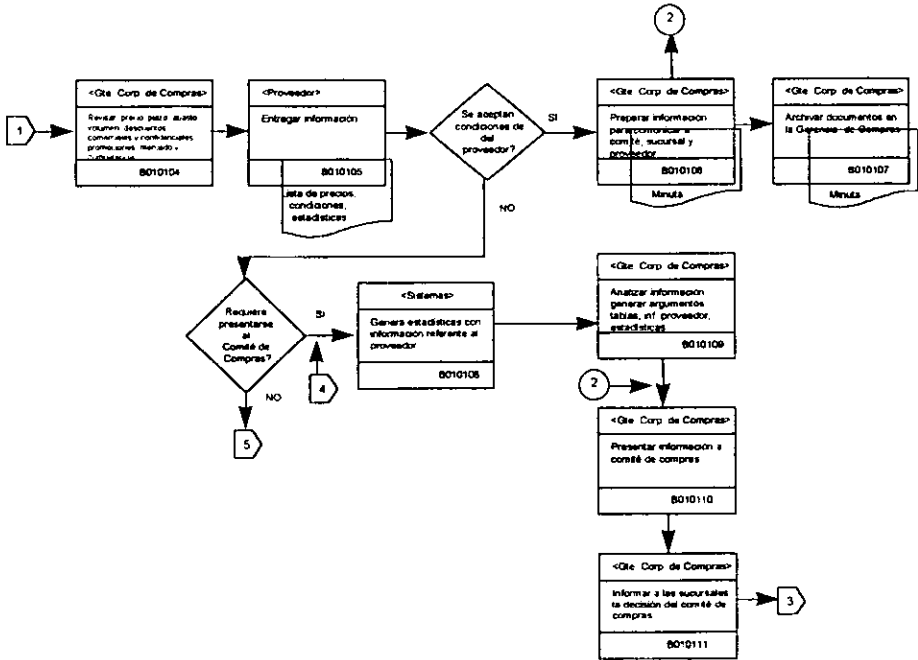 2
<Gte Corp de Compras>
Revisar precio plazo abasto
volumen descuentos
comerciales y confidenciales
promociones mercado y
B010104
1
<Proveedor>
Entregar información
B010105
Lista de precios,
condiciones,
estadísticas
Se aceptan
condiciones de
del
proveedor?
SI
NO
<Gte Corp de Compras>
Preparar información
para comunicar a
comité, sucursal y
proveedor
B010106
Minuta
<Gte Corp de Compras>
Archivar documentos en
la Gerencia de Compras
B010107
Minuta
Requiere
presentarse
al
Comité de
Compras?
SI
NO
4
5
<Sistemas>
Genera estadísticas con
información referente al
proveedor
B010108
<Gte Corp de Compras>
Analizar información
generar argumentos
tablas, inf proveedor,
estadísticas
B010109
2
<Gte Corp de Compras>
Presentar información a
comité de compras
B010110
<Gte Corp de Compras>
Informar a las sucursales
la decisión del comité de
compras
B010111
3